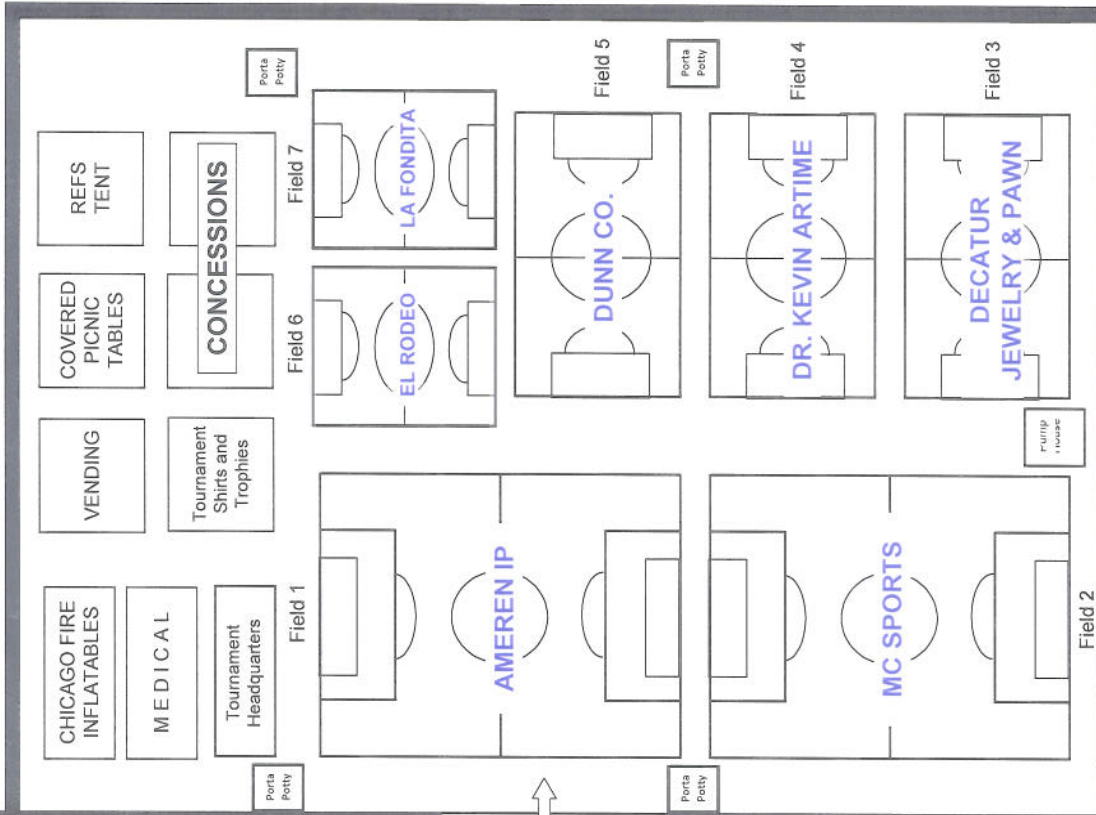 CHICAGO FIRE
INFLATABLES
VENDING
COVERED
PICNIC
TABLES
REFS
TENT
MEDICAL
Tournament
Shirts and
Trophies
CONCESSIONS
Tournament
Headquarters
Porta
Potty
Porta
Potty
Field 1
Field 6
Field 7
EL RODEO
LA FONDITA
AMEREN IP
DUNN CO.
Field 5
Porta
Potty
Porta
Potty
MC SPORTS
DR. KEVIN ARTIME
Field 4
DECATUR
JEWELRY & PAWN
Field 3
Pump
House
Field 2